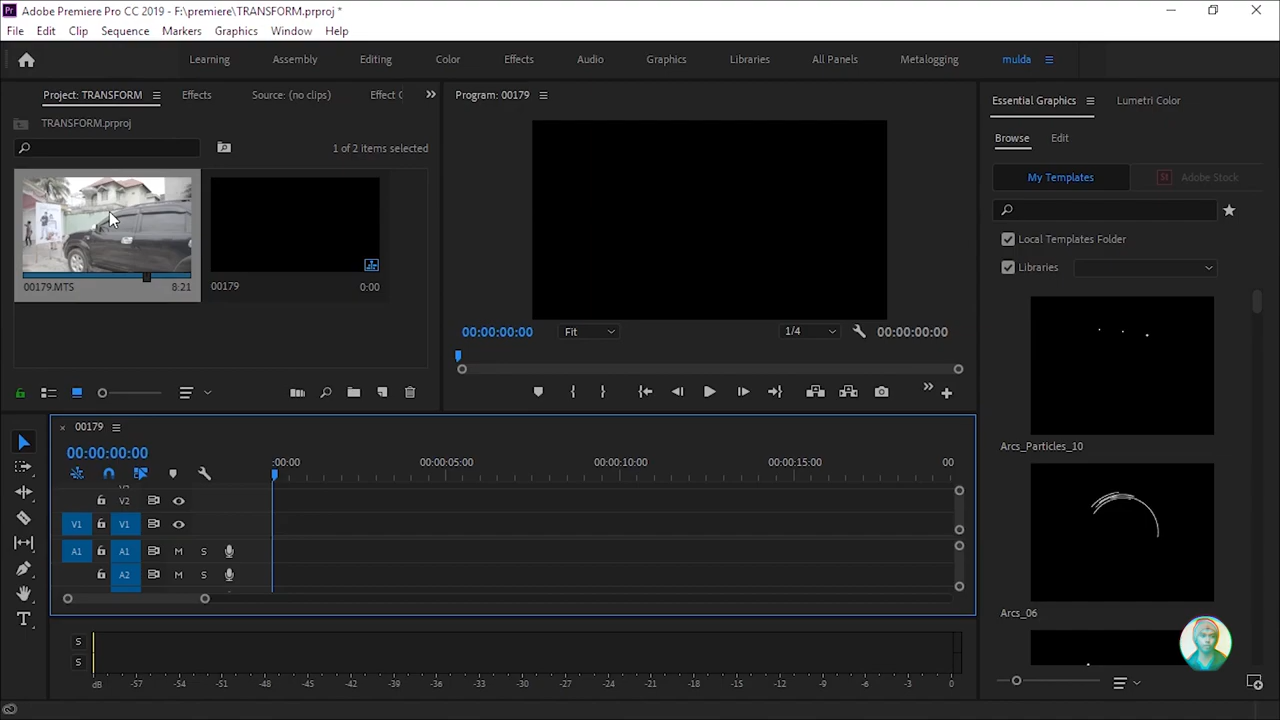 Pr Adobe Premiere Pro CC 2019 - F:\premiere\TRANSFORM.prproj *
File Edit Clip Sequence Markers Graphics Window Help
Learning Assembly Editing Color Effects Audio Graphics Libraries All Panels Metalogging mulda
Project: TRANSFORM Effects Source: (no clips) Effect C
TRANSFORM.prproj
1 of 2 items selected
00179.MTS 8:21
00179 0:00
Program: 00179
00:00:00:00 Fit 1/4 00:00:00:00
Essential Graphics Lumetri Color
Browse Edit
My Templates St Adobe Stock
Local Templates Folder
Libraries
Arcs_Particles_10
Arcs_06
00179
00:00:00:00
:00:00 00:00:05:00 00:00:10:00 00:00:15:00 00
V2
V1 V1
A1 A1 M S
A2 M S
S
S
dB -57 -54 -51 -48 -45 -42 -39 -36 -33 -30 -27 -24 -21 -18 -15 -12 -9 -6 -3 0